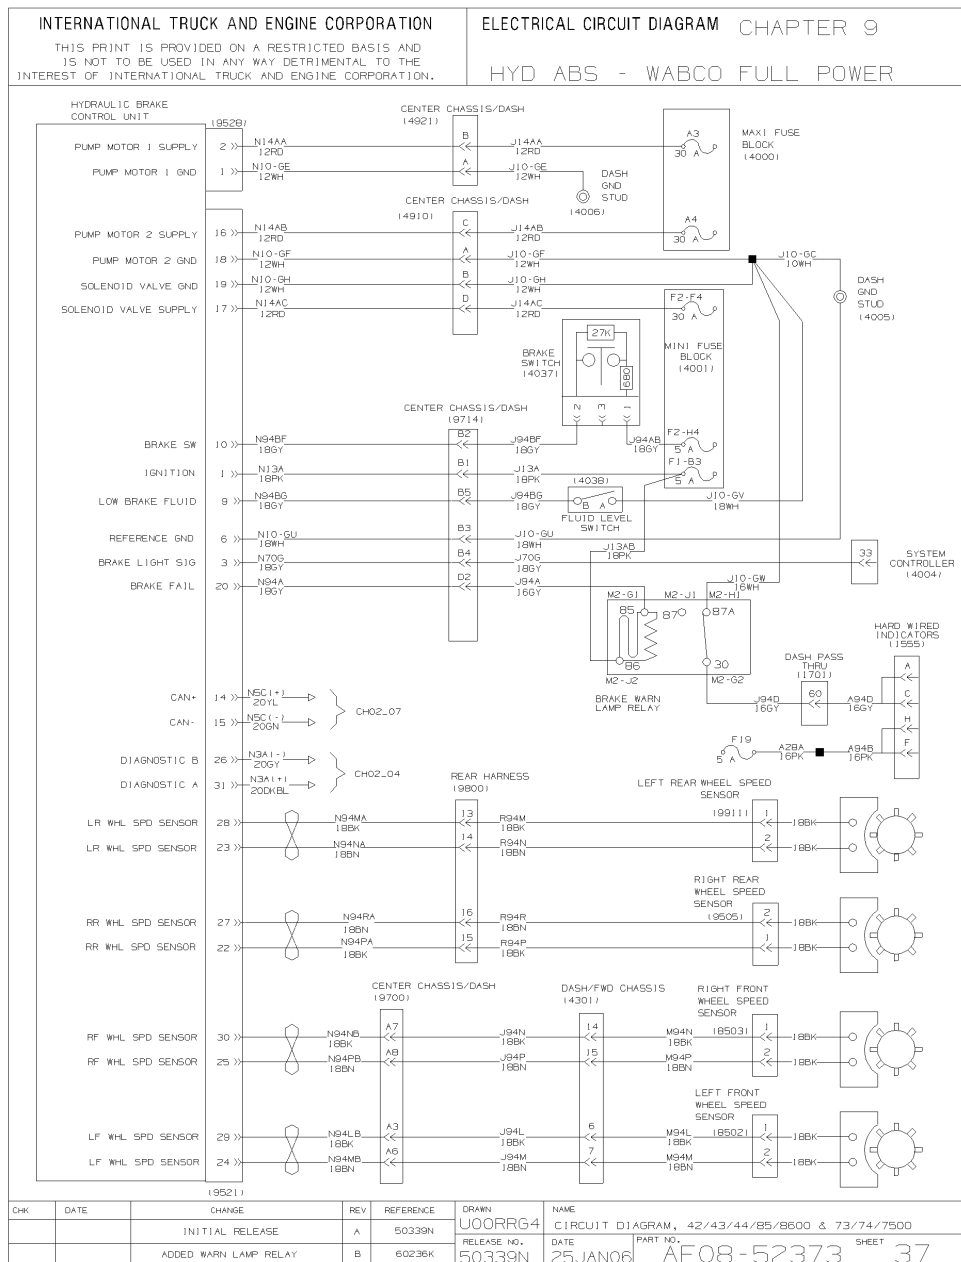 INTERNATIONAL TRUCK AND ENGINE CORPORATION
THIS PRINT IS PROVIDED ON A RESTRICTED BASIS AND
IS NOT TO BE USED IN ANY WAY DETRIMENTAL TO THE
INTEREST OF INTERNATIONAL TRUCK AND ENGINE CORPORATION.
ELECTRICAL CIRCUIT DIAGRAM CHAPTER 9
HYD ABS - WABCO FULL POWER
HYDRAULIC BRAKE
CONTROL UNIT
(9528)
CENTER CHASSIS/DASH
(4921)
PUMP MOTOR 1 SUPPLY 2 N14AA 12RD B J14AA 12RD A3 30 A
MAXI FUSE
BLOCK
(4000)
PUMP MOTOR 1 GND 1 N10-GE 12WH A J10-GE 12WH
DASH
GND
STUD
(4006)
CENTER CHASSIS/DASH
(4910)
PUMP MOTOR 2 SUPPLY 16 N14AB 12RD C J14AB 12RD A4 30 A
PUMP MOTOR 2 GND 18 N10-GF 12WH A J10-GF 12WH J10-GC 10WH
SOLENOID VALVE GND 19 N10-GH 12WH B J10-GH 12WH
DASH
GND
STUD
(4005)
SOLENOID VALVE SUPPLY 17 N14AC 12RD D J14AC 12RD F2-F4 30 A
MINI FUSE
BLOCK
(4001)
27K
680
BRAKE
SWITCH
(4037)
2 3 1
CENTER CHASSIS/DASH
(9714)
BRAKE SW 10 N94BF 18GY B2 J94BF 18GY J94AB 18GY F2-H4 5 A
IGNITION 1 N13A 18PK B1 J13A 18PK F1-B3 5 A
(4038)
LOW BRAKE FLUID 9 N94BG 18GY B5 J94BG 18GY B A J10-GV 18WH
FLUID LEVEL
SWITCH
REFERENCE GND 6 N10-GU 18WH B3 J10-GU 18WH
J13AB 18PK
BRAKE LIGHT SIG 3 N70G 18GY B4 J70G 18GY 33
SYSTEM
CONTROLLER
(4004)
BRAKE FAIL 20 N94A 18GY D2 J94A 16GY J10-GW 16WH
M2-G1 M2-J1 M2-H1
85 87 87A
86 30
M2-J2 M2-G2
BRAKE WARN
LAMP RELAY
HARD WIRED
INDICATORS
(1555)
DASH PASS
THRU
(1701)
A
J94D 16GY 60 A94D 16GY C
H
F19 5 A A28A 16PK A94B 16PK F
CAN+ 14 N5C(+) 20YL
CH02_07
CAN- 15 N5C(-) 20GN
DIAGNOSTIC B 26 N3A(-) 20GY
CH02_04
DIAGNOSTIC A 31 N3A(+) 20DKBL
REAR HARNESS
(9800)
LEFT REAR WHEEL SPEED
SENSOR
(9911)
LR WHL SPD SENSOR 28 N94MA 18BK 13 R94M 18BK 1 18BK
LR WHL SPD SENSOR 23 N94NA 18BN 14 R94N 18BN 2 18BK
RIGHT REAR
WHEEL SPEED
SENSOR
(9505)
RR WHL SPD SENSOR 27 N94RA 18BN 16 R94R 18BN 2 18BK
RR WHL SPD SENSOR 22 N94PA 18BK 15 R94P 18BK 1 18BK
CENTER CHASSIS/DASH
(9700)
DASH/FWD CHASSIS
(4301)
RIGHT FRONT
WHEEL SPEED
SENSOR
(8503)
RF WHL SPD SENSOR 30 N94NB 18BK A7 J94N 18BK 14 M94N 18BK 1 18BK
RF WHL SPD SENSOR 25 N94PB 18BN A8 J94P 18BN 15 M94P 18BN 2 18BK
LEFT FRONT
WHEEL SPEED
SENSOR
(8502)
LF WHL SPD SENSOR 29 N94LB 18BK A3 J94L 18BK 6 M94L 18BK 1 18BK
LF WHL SPD SENSOR 24 N94MB 18BN A6 J94M 18BN 7 M94M 18BN 2 18BK
(9521)
CHK DATE CHANGE REV REFERENCE
INITIAL RELEASE A 50339N
ADDED WARN LAMP RELAY B 60236K
DRAWN
U00RRG4
NAME
CIRCUIT DIAGRAM, 42/43/44/85/8600 & 73/74/7500
RELEASE NO.
50339N
DATE
25JAN06
PART NO.
AF08-52373
SHEET
37